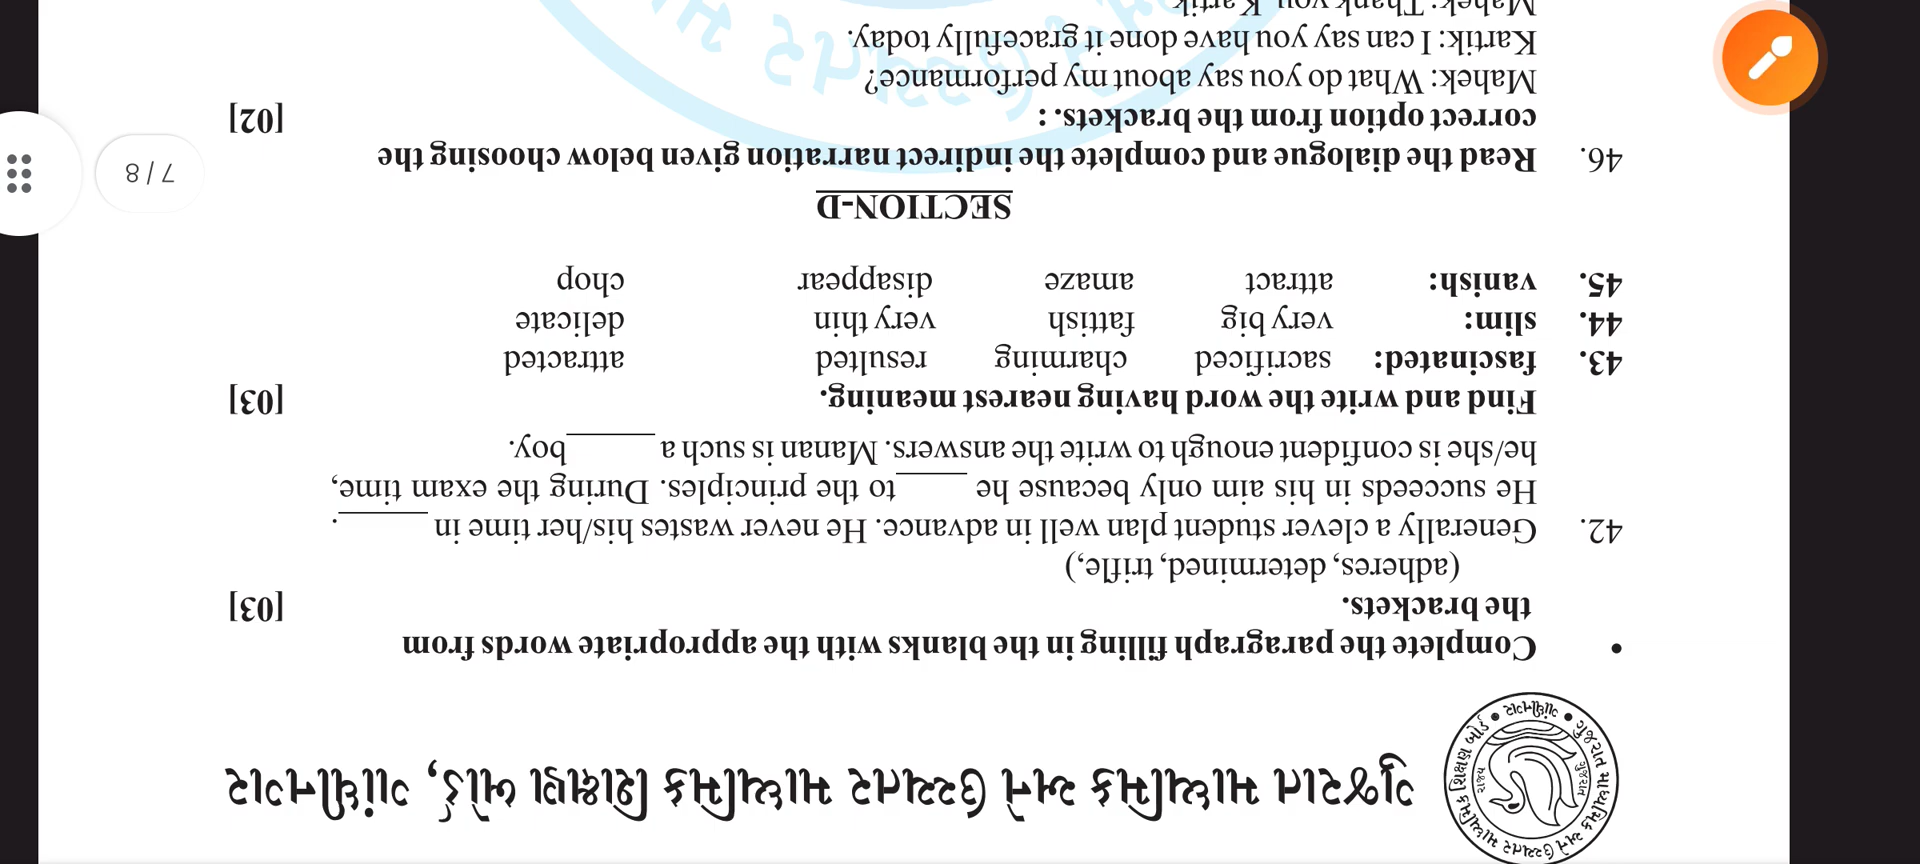 ગુજરાત માધ્યમિક અને ઉચ્ચતર માધ્યમિક શિક્ષણ બોર્ડ, ગાંધીનગર
• Complete the paragraph filling in the blanks with the appropriate words from
the brackets. [03]
(adheres, determined, trifle,)
42. Generally a clever student plan well in advance. He never wastes his/her time in ______.
He succeeds in his aim only because he _____to the principles. During the exam time,
he/she is confident enough to write the answers. Manan is such a ______boy.
Find and write the word having nearest meaning. [03]
43. fascinated: sacrificed charming resulted attracted
44. slim: very big fattish very thin delicate
45. vanish: attract amaze disappear chop
SECTION-D
46. Read the dialogue and complete the indirect narration given below choosing the
correct option from the brackets. : [02]
Mahek: What do you say about my performance?
Kartik: I can say you have done it gracefully today.
Mahek: Thank you, Kartik
7 / 8